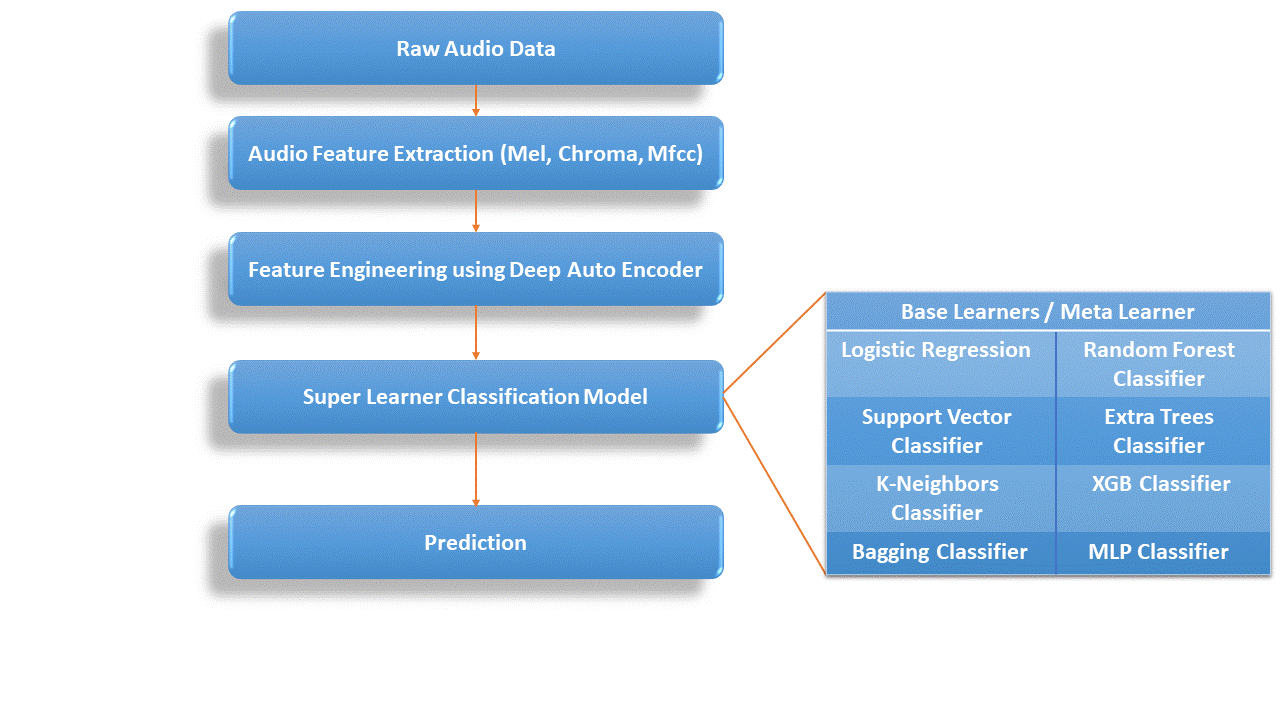 Raw Audio Data
Audio Feature Extraction (Mel, Chroma, Mfcc)
Feature Engineering using Deep Auto Encoder
Super Learner Classification Model
Prediction
Base Learners / Meta Learner
Logistic Regression
Random Forest
Classifier
Support Vector
Classifier
Extra Trees
Classifier
K-Neighbors
Classifier
XGB Classifier
Bagging Classifier
MLP Classifier